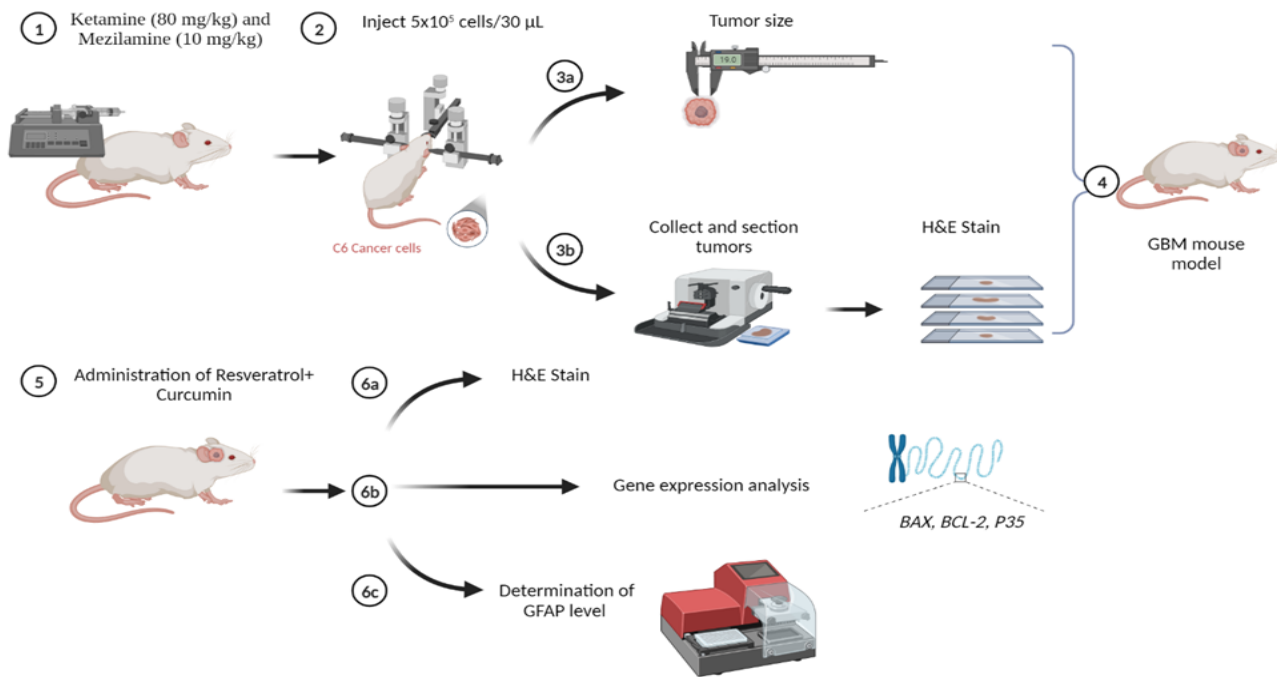 1
Ketamine (80 mg/kg) and
Mezilamine (10 mg/kg)
2
Inject 5x10⁵ cells/30 µL
C6 Cancer cells
3a
Tumor size
19.0
3b
Collect and section
tumors
H&E Stain
4
GBM mouse
model
5
Administration of Resveratrol+
Curcumin
6a
H&E Stain
6b
Gene expression analysis
BAX, BCL-2, P35
6c
Determination of
GFAP level